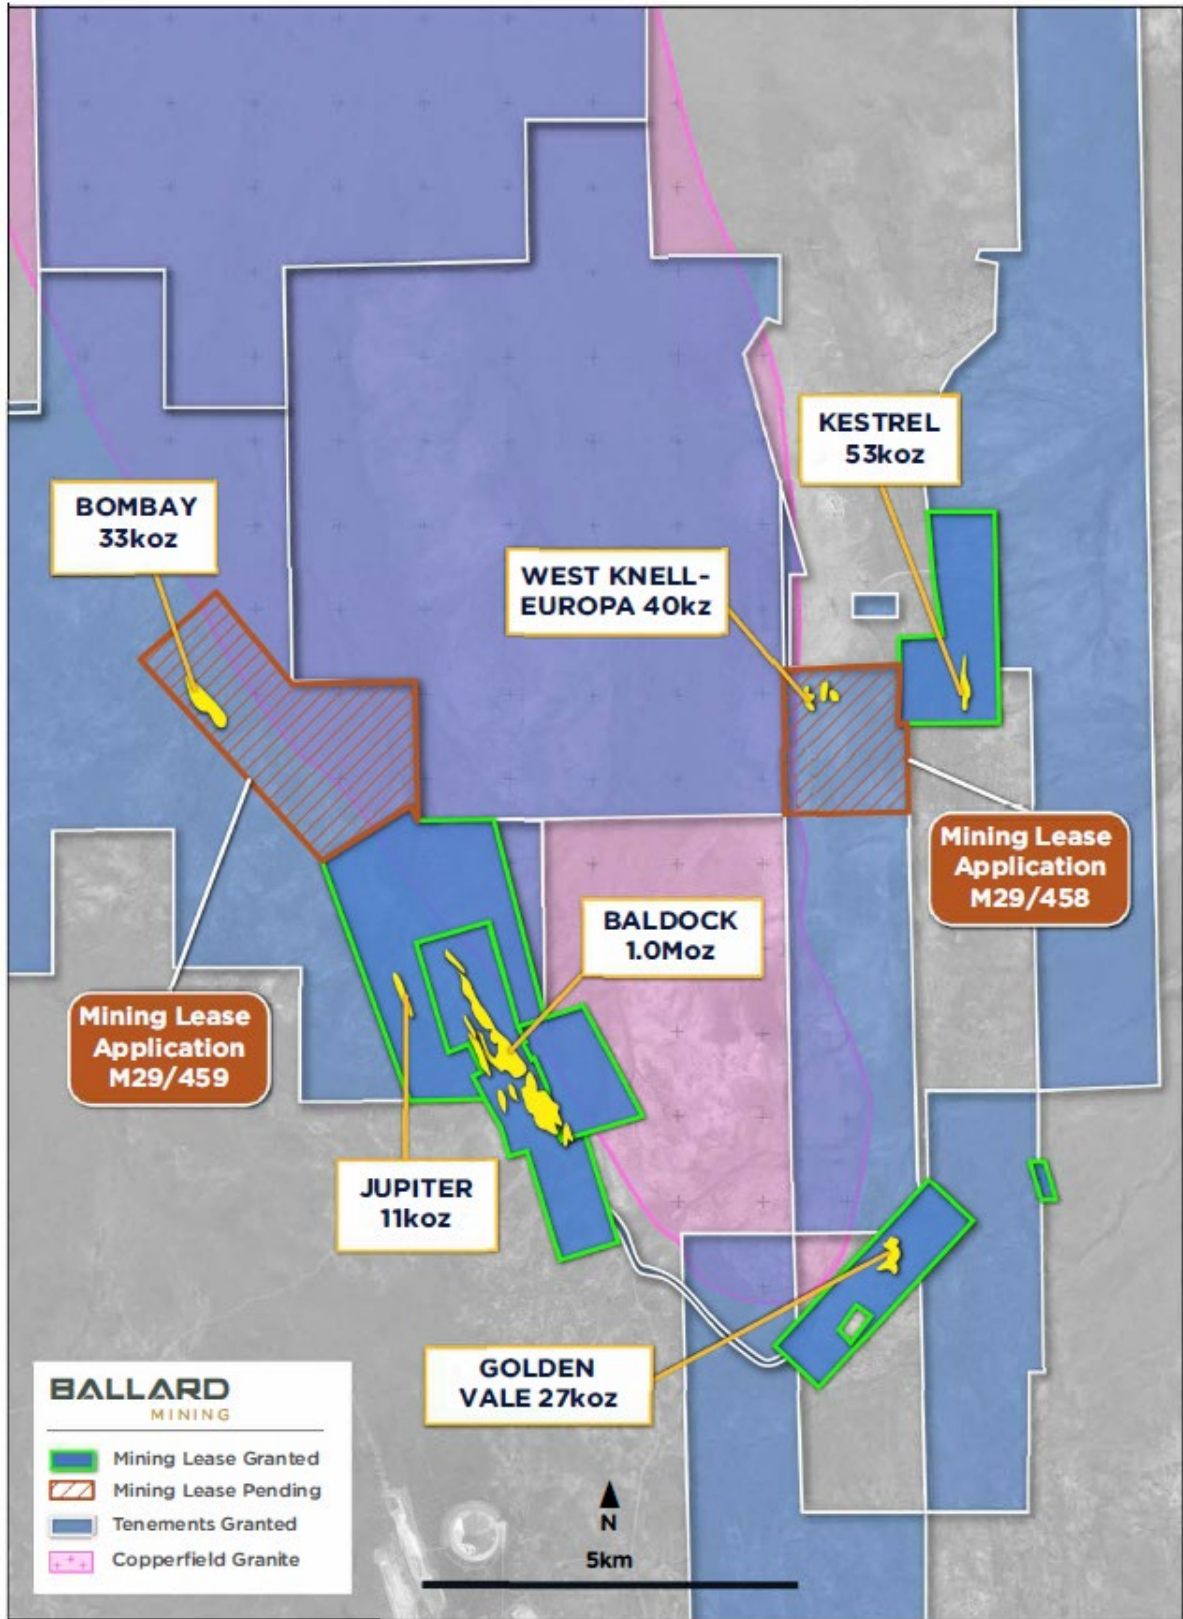 KESTREL
53koz
BOMBAY
33koz
WEST KNELL-
EUROPA 40kz
Mining Lease
Application
M29/458
BALDOCK
1.0Moz
Mining Lease
Application
M29/459
JUPITER
11koz
GOLDEN
VALE 27koz
BALLARD
MINING
Mining Lease Granted
Mining Lease Pending
Tenements Granted
Copperfield Granite
N
5km